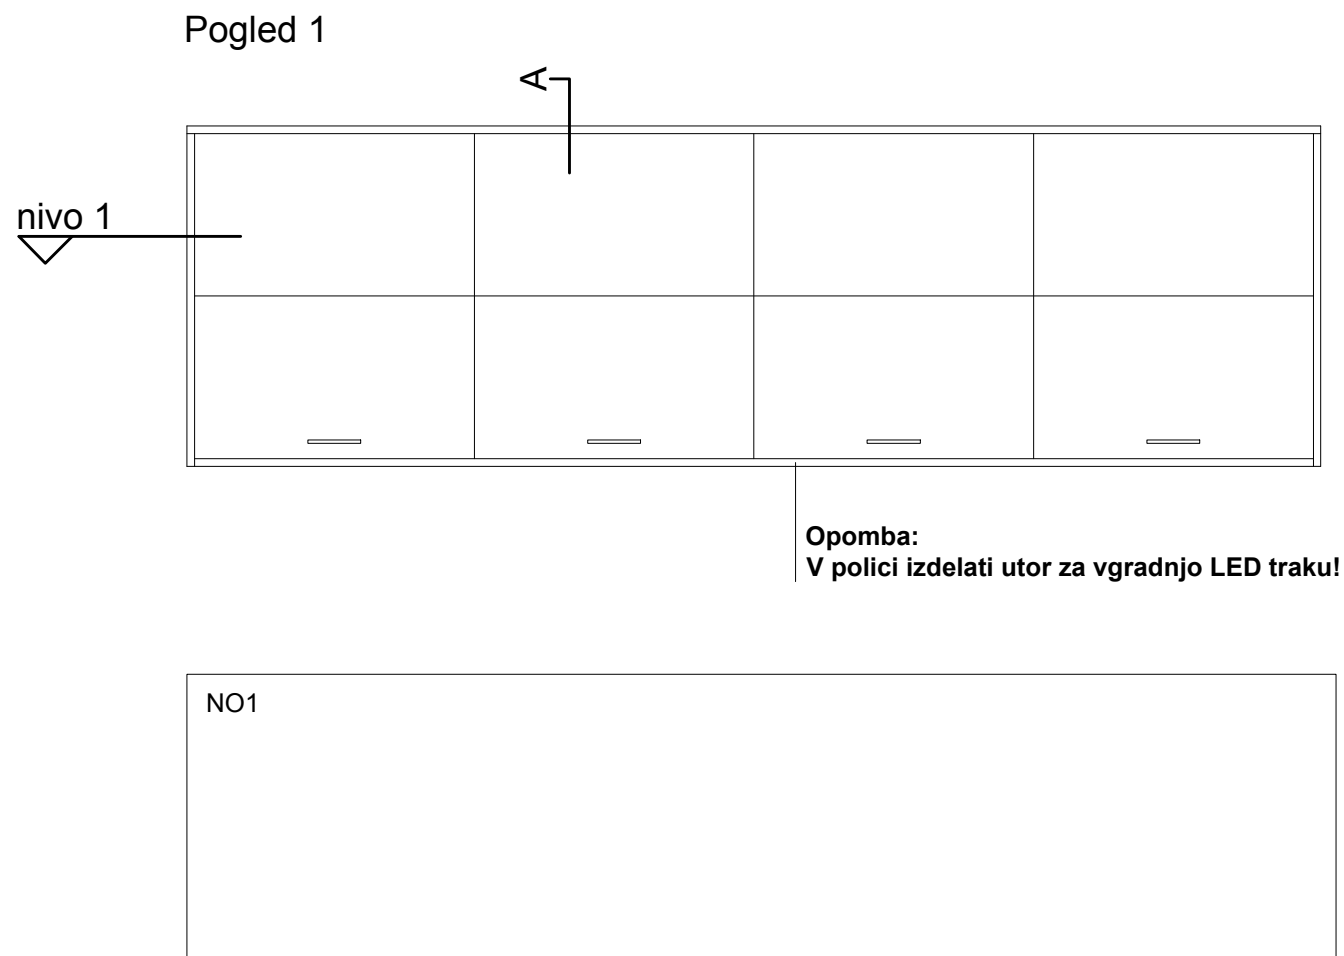 Pogled 1
A
nivo 1
Opomba:
V polici izdelati utor za vgradnjo LED traku!
NO1